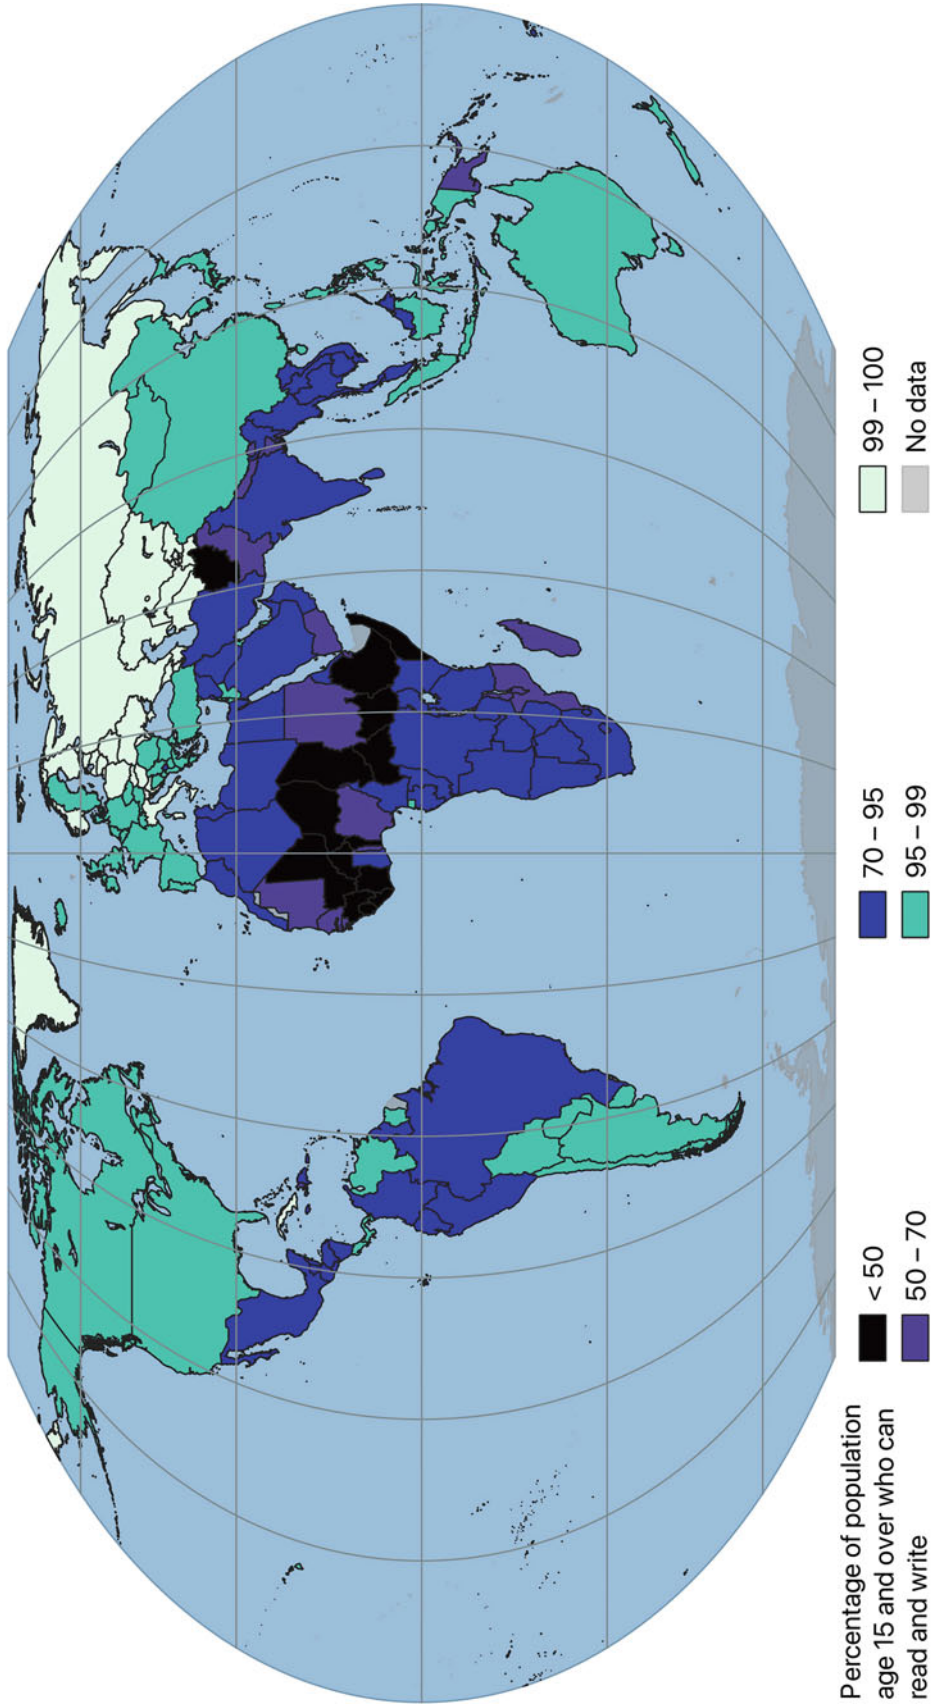 Percentage of population
age 15 and over who can
read and write
< 50
50 – 70
70 – 95
95 – 99
99 – 100
No data